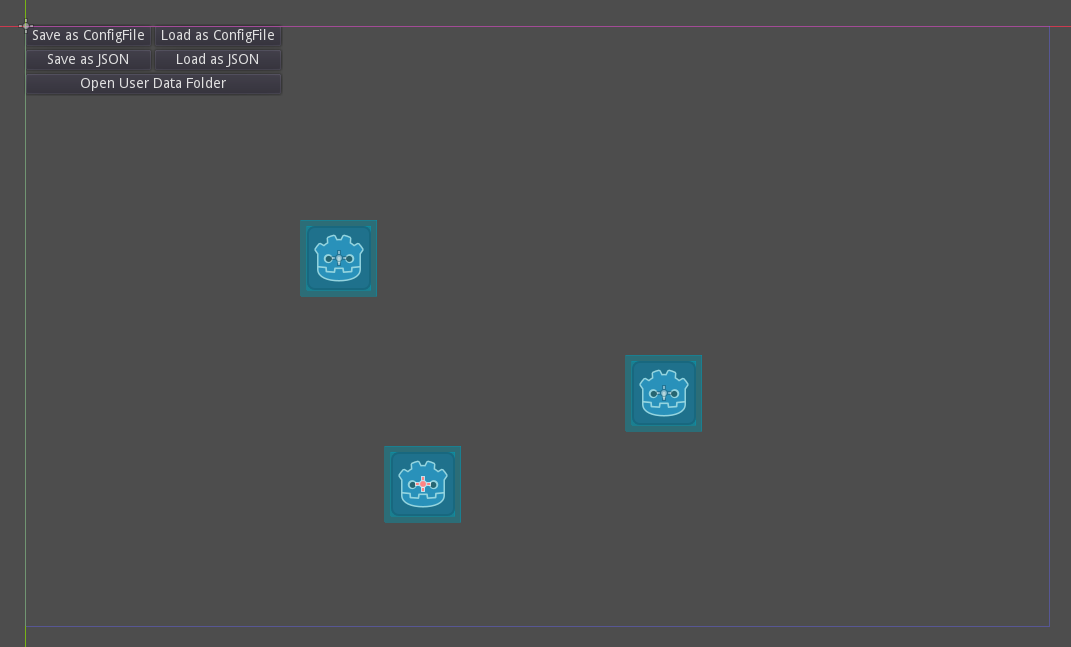 Save as ConfigFile Load as ConfigFile
Save as JSON Load as JSON
Open User Data Folder